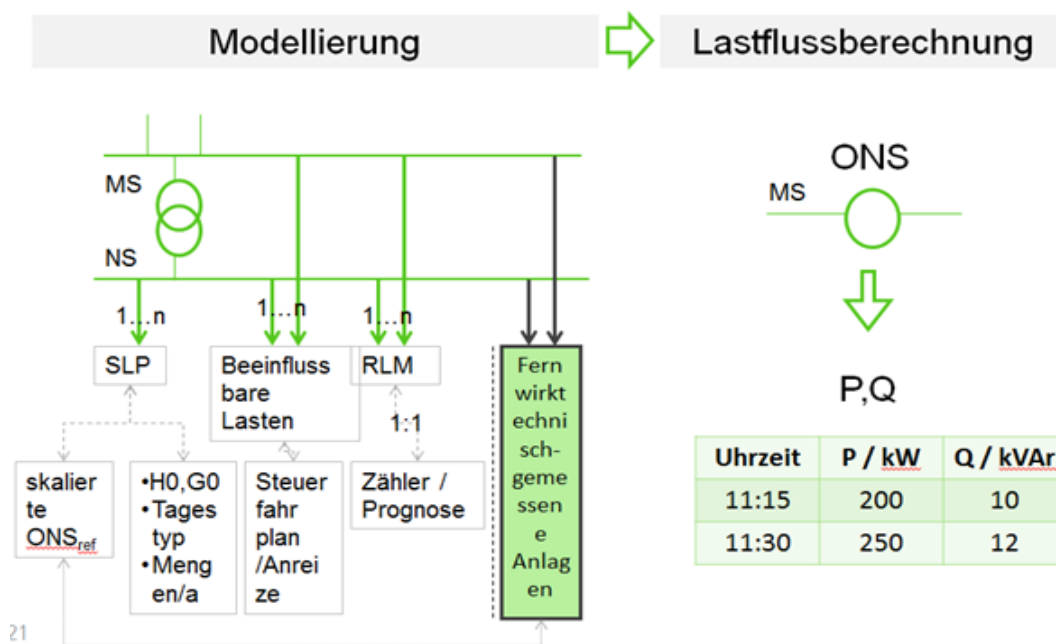 Modellierung
Lastflussberechnung
MS
NS
1...n
1...n
1...n
SLP
Beeinfluss
bare
Lasten
RLM
1:1
skalier
te
ONSref
•H0,G0
•Tages
typ
•Meng
en/a
Steuer
fahr
plan
/Anrei
ze
Zähler /
Prognose
Fern
wirkt
echni
sch-
geme
ssen
e
Anlag
en
ONS
MS
P,Q
Uhrzeit P / kW Q / kVAr
11:15 200 10
11:30 250 12
21